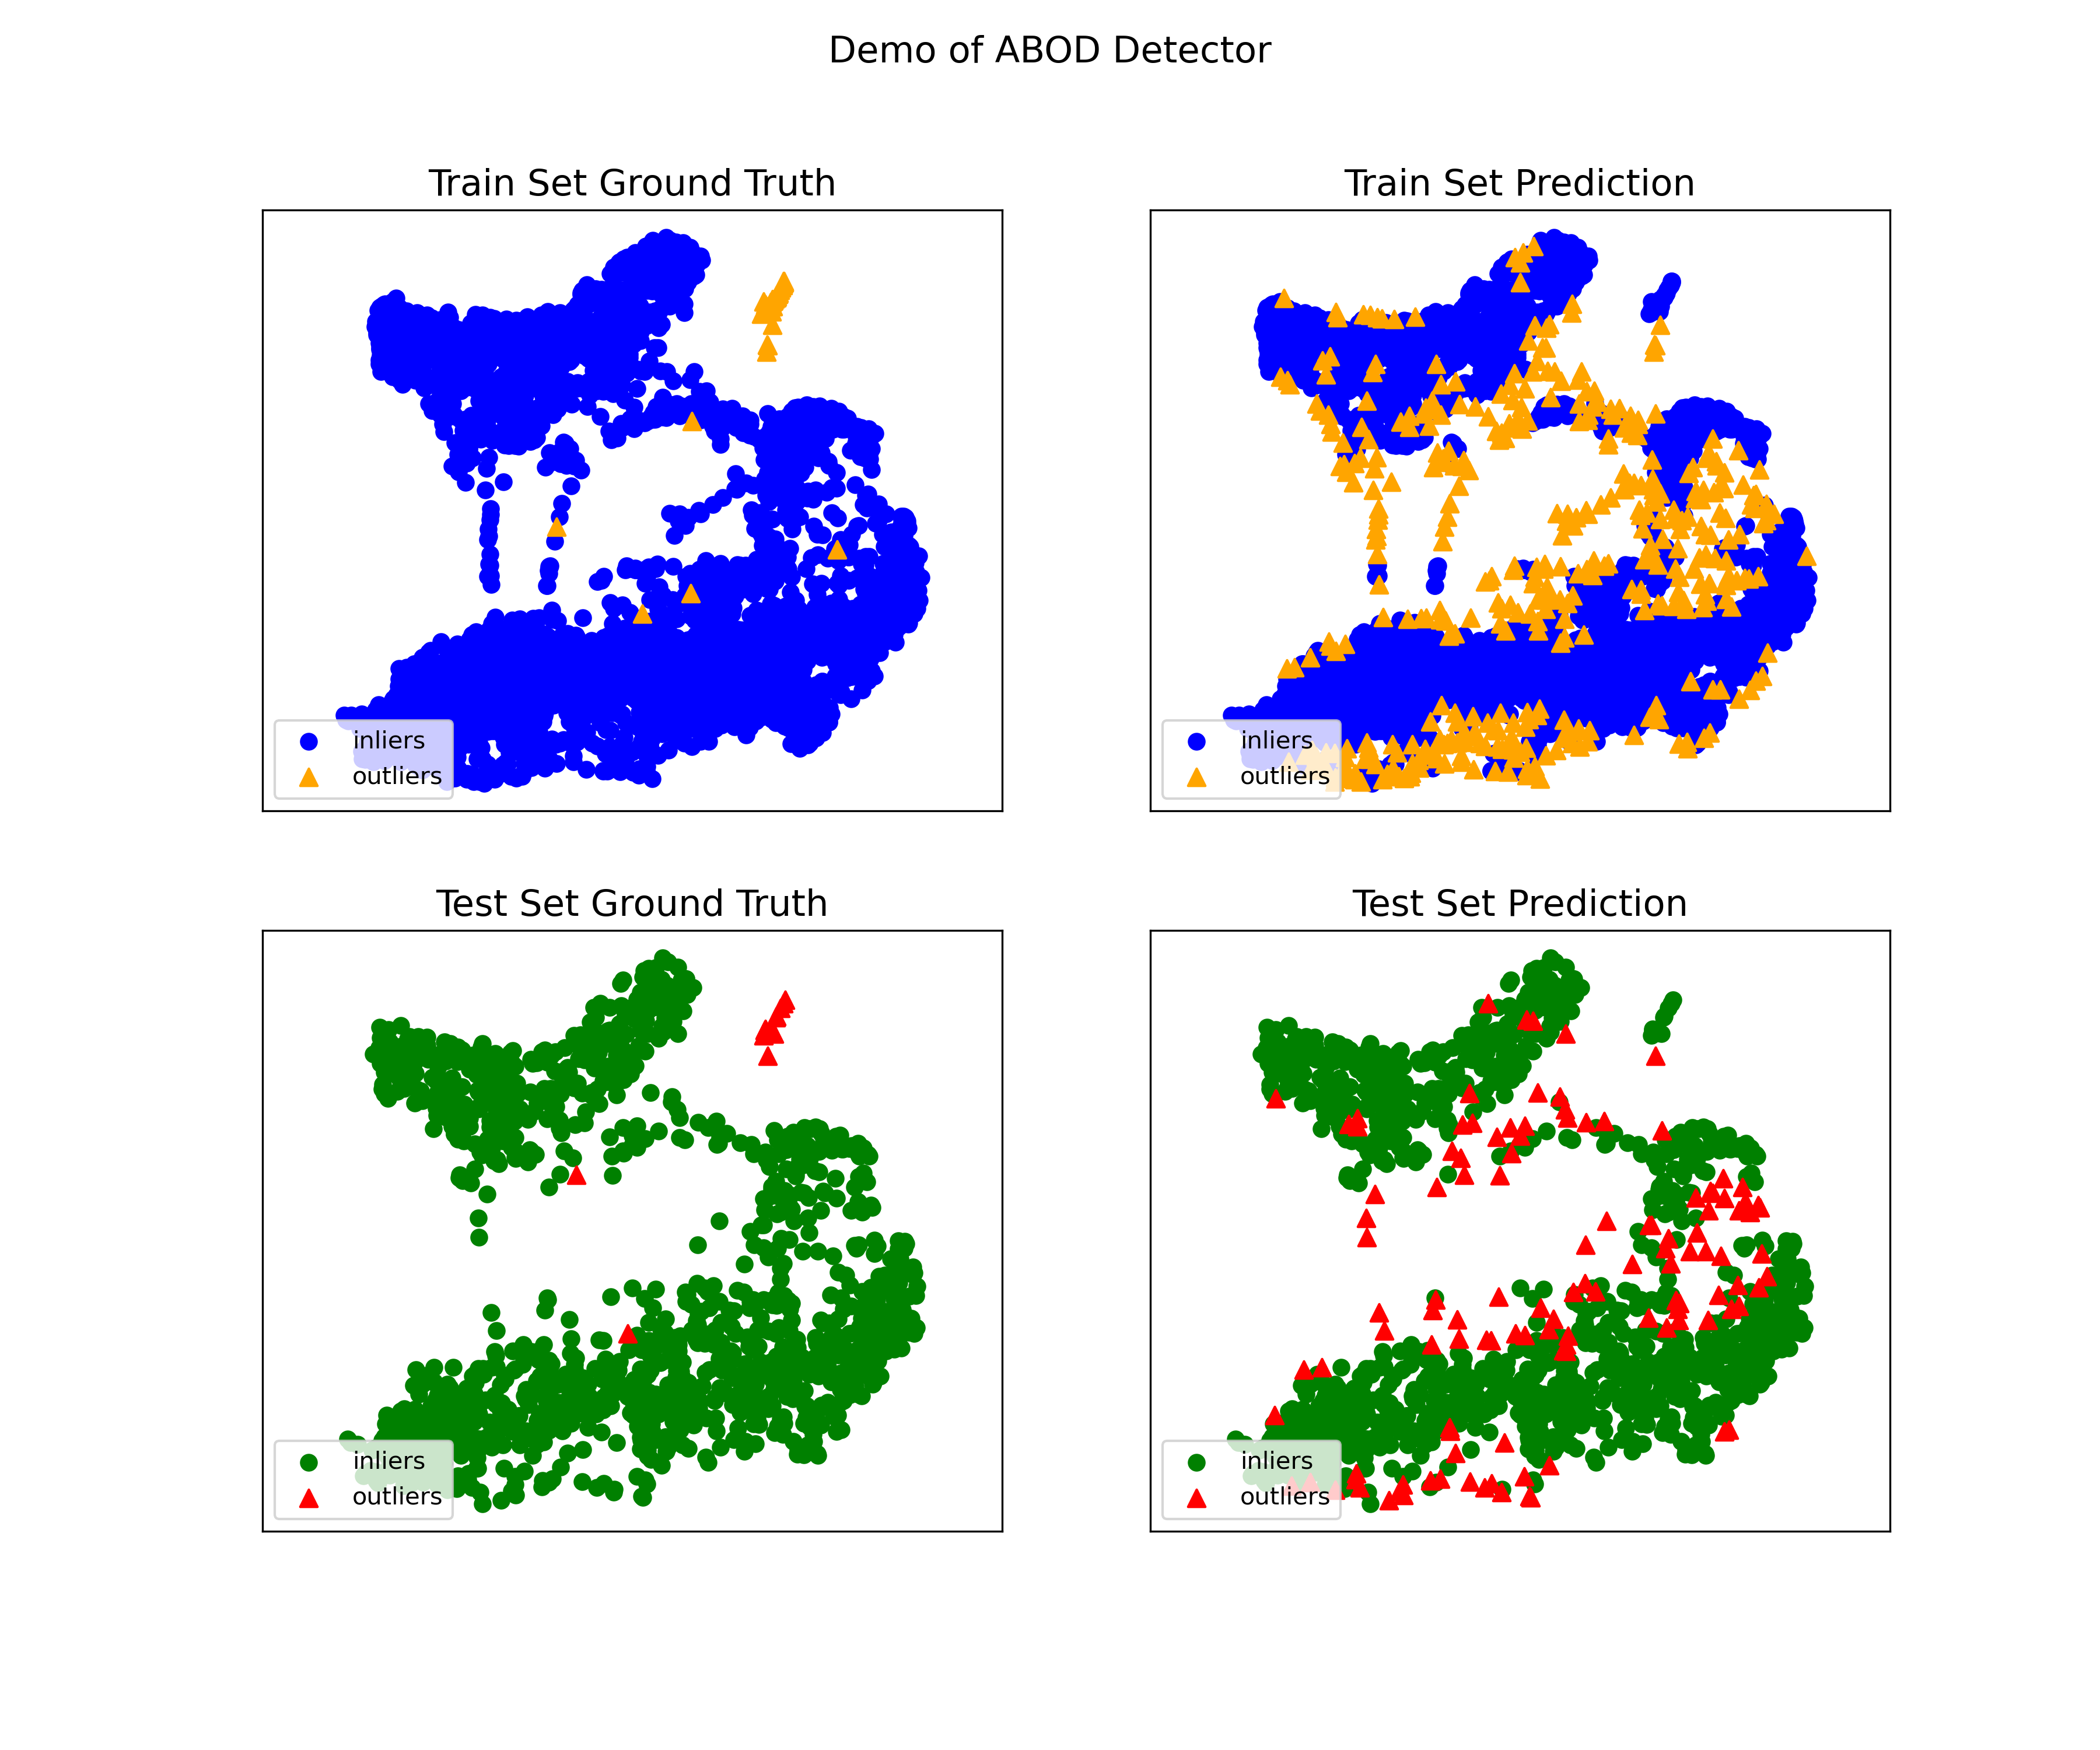 Demo of ABOD Detector
Train Set Ground Truth
inliers
outliers
Train Set Prediction
inliers
outliers
Test Set Ground Truth
inliers
outliers
Test Set Prediction
inliers
outliers